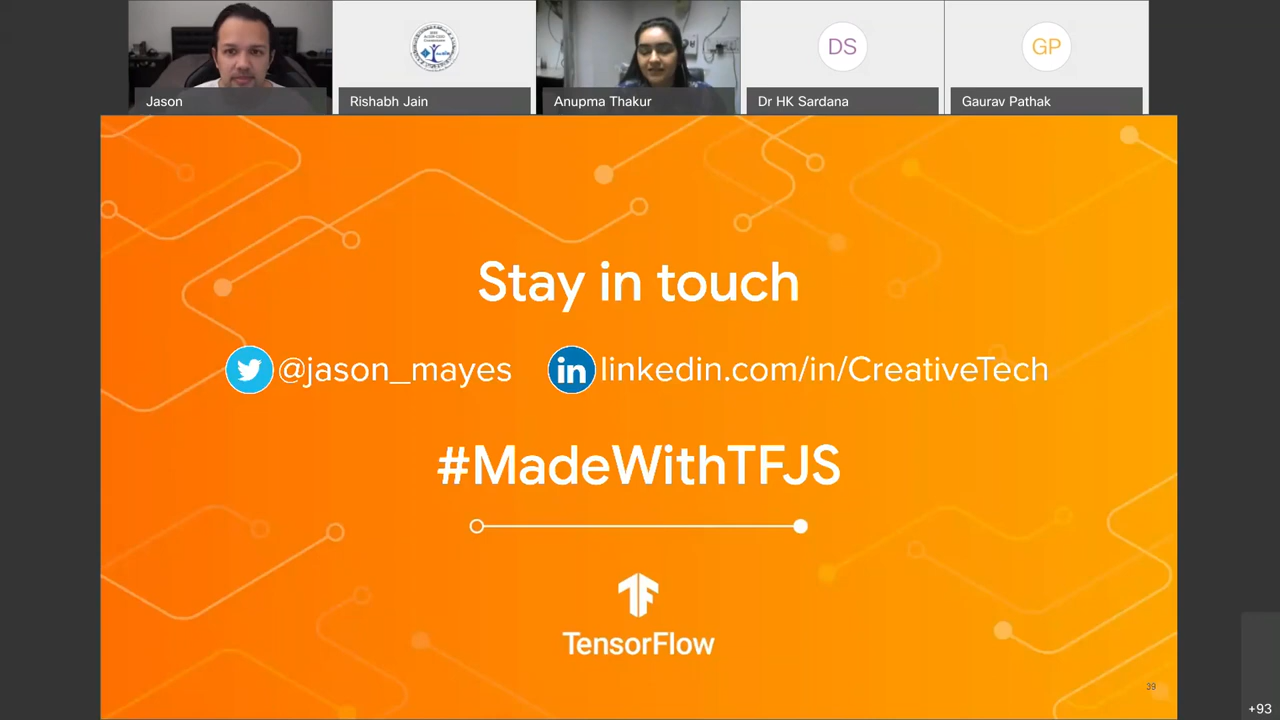 Jason
Rishabh Jain
Anupma Thakur
DS
Dr HK Sardana
GP
Gaurav Pathak
Stay in touch
@jason_mayes
in linkedin.com/in/CreativeTech
#MadeWithTFJS
TensorFlow
39
+93